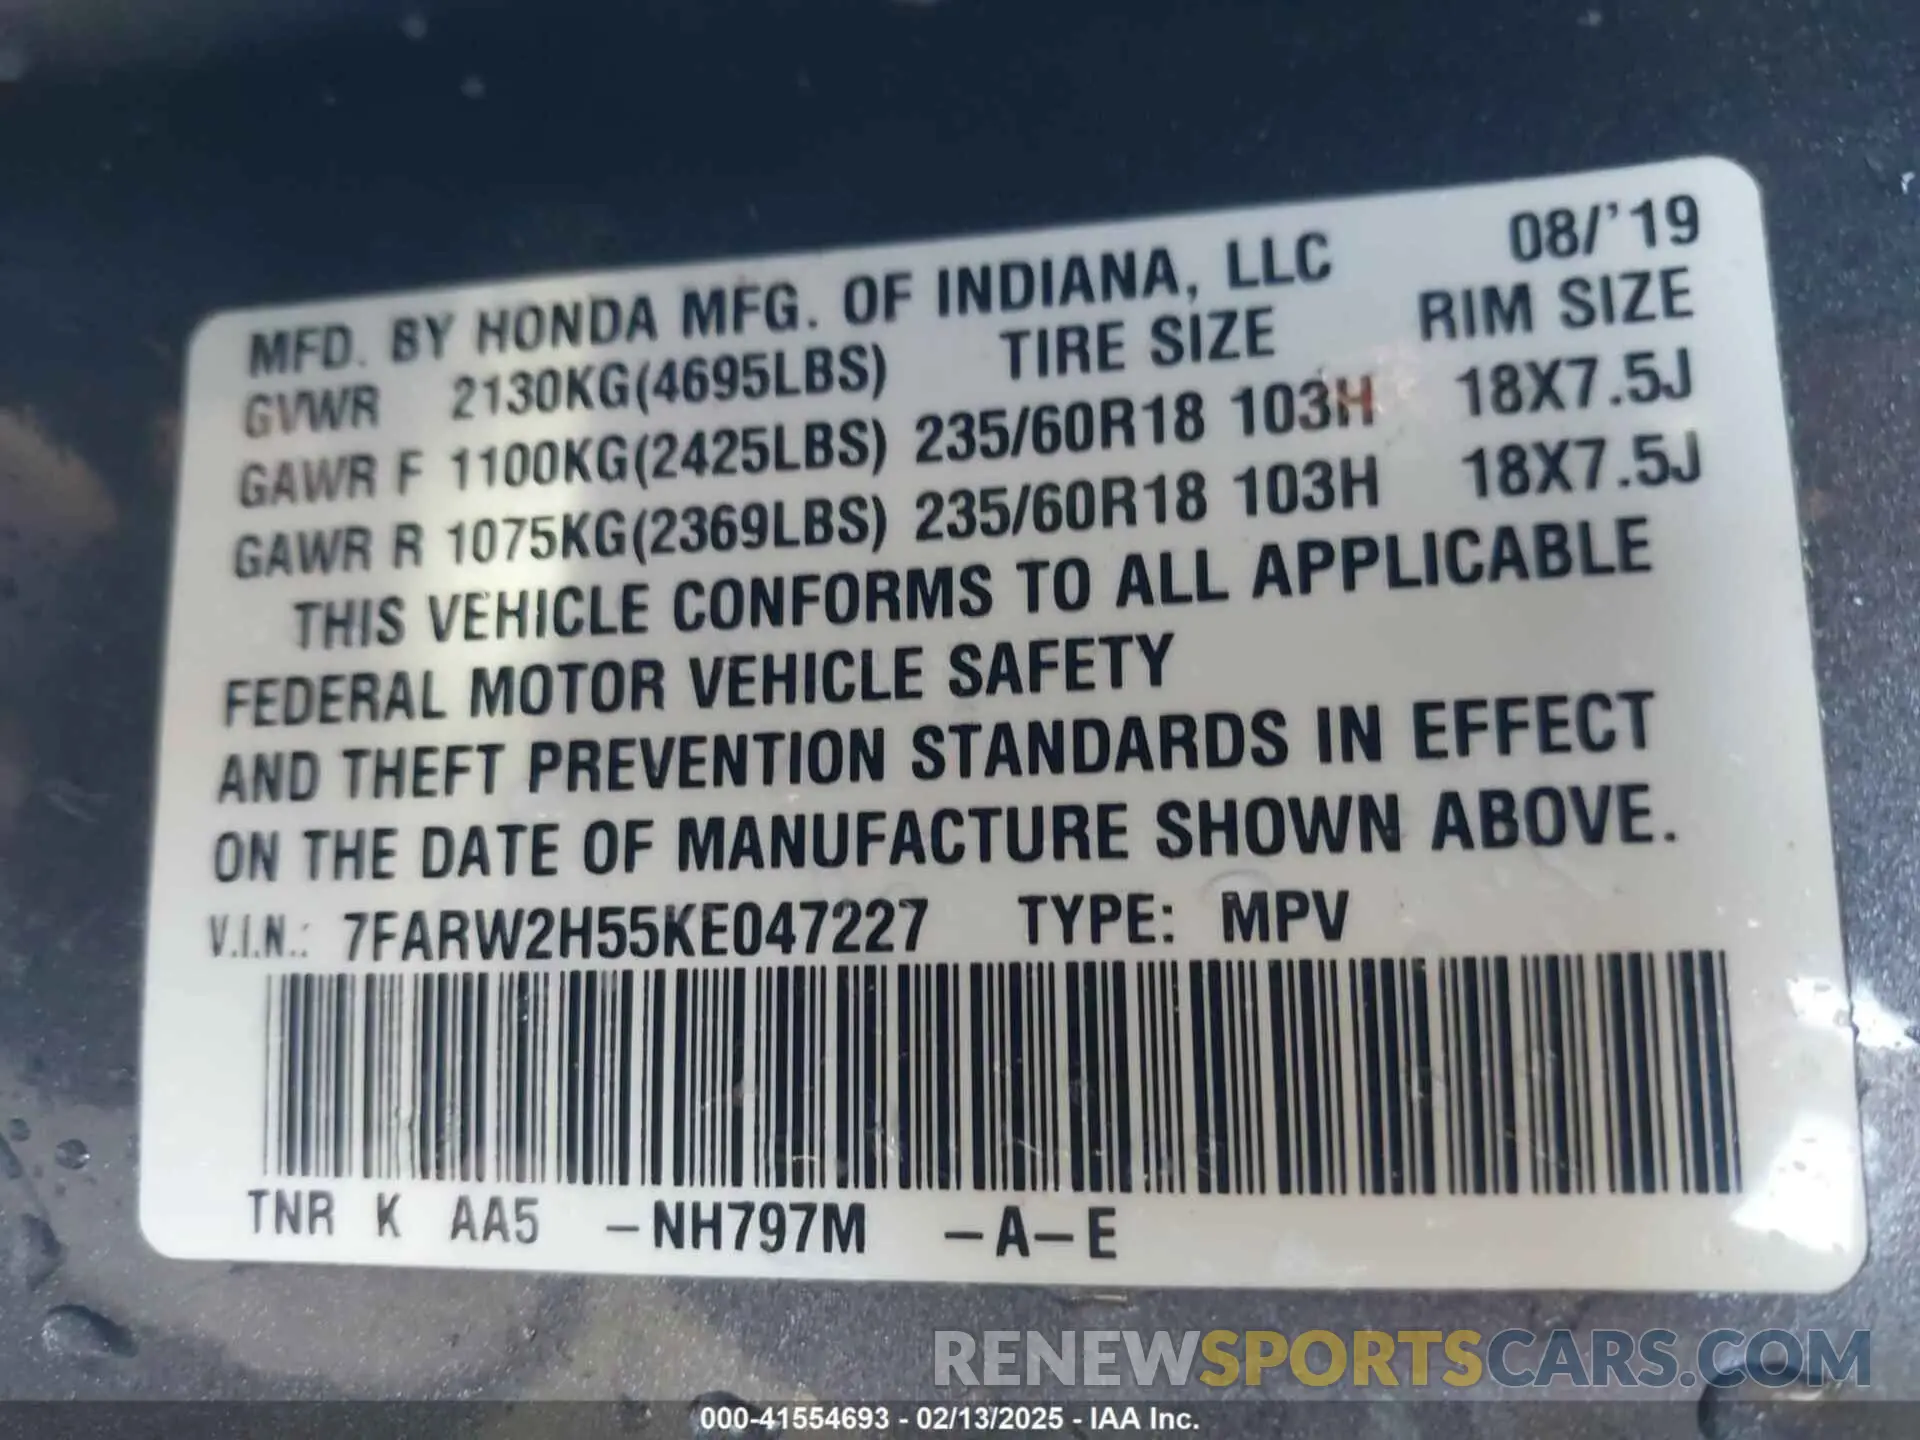 MFD. BY HONDA MFG. OF INDIANA, LLC 08/'19
GVWR 2130KG(4695LBS) TIRE SIZE RIM SIZE
GAWR F 1100KG(2425LBS) 235/60R18 103H 18X7.5J
GAWR R 1075KG(2369LBS) 235/60R18 103H 18X7.5J
THIS VEHICLE CONFORMS TO ALL APPLICABLE
FEDERAL MOTOR VEHICLE SAFETY
AND THEFT PREVENTION STANDARDS IN EFFECT
ON THE DATE OF MANUFACTURE SHOWN ABOVE.
V.I.N.: 7FARW2H55KE047227 TYPE: MPV
TNR K AA5 –NH797M –A–E
RENEWSPORTSCARS.COM
000-41554693 - 02/13/2025 - IAA Inc.